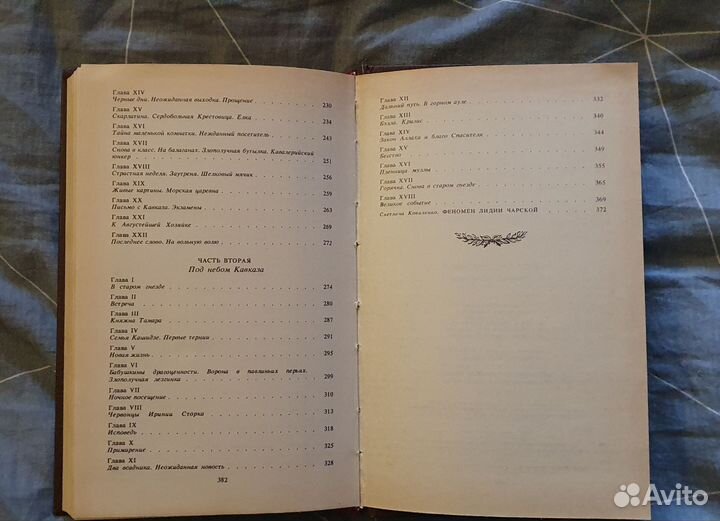 Глава XIV
Черные дни. Неожиданная выходка. Прощение 230
Глава XV
Скарлатина. Сердобольная Крестовица. Елка 234
Глава XVI
Тайна маленькой комнатки. Нежданный посетитель 243
Глава XVII
Снова в класс. На балаганах. Злополучная бутылка. Кавалерийский
юнкер 251
Глава XVIII
Страстная неделя. Заутреня. Шелковый мячик 256
Глава XIX
Живые картины. Морская царевна 259
Глава XX
Письмо с Кавказа. Экзамены 263
Глава XXI
К Августейшей Хозяйке 269
Глава XXII
Последнее слово. На вольную волю 272
ЧАСТЬ ВТОРАЯ
Под небом Кавказа
Глава I
В старом гнезде 274
Глава II
Встреча 280
Глава III
Княжна Тамара 287
Глава IV
Семья Кашидзе. Первые тернии 291
Глава V
Новая жизнь 295
Глава VI
Бабушкины драгоценности. Ворона в павлиньих перьях.
Злополучная лезгинка 299
Глава VII
Ночное посещение 310
Глава VIII
Червонцы Иринии Сторка 313
Глава IX
Исповедь 318
Глава X
Примирение 325
Глава XI
Два всадника. Неожиданная новость 328
382
Глава XII
Дальний путь. В горном ауле 332
Глава XIII
Бэлла. Кризис 340
Глава XIV
Закон Аллаха и благо Спасителя 344
Глава XV
Бегство 349
Глава XVI
Пленница муллы 355
Глава XVII
Горячка. Снова в старом гнезде 365
Глава XVIII
Великое событие 369
Светлана Коваленко. ФЕНОМЕН ЛИДИИ ЧАРСКОЙ 372
Avito